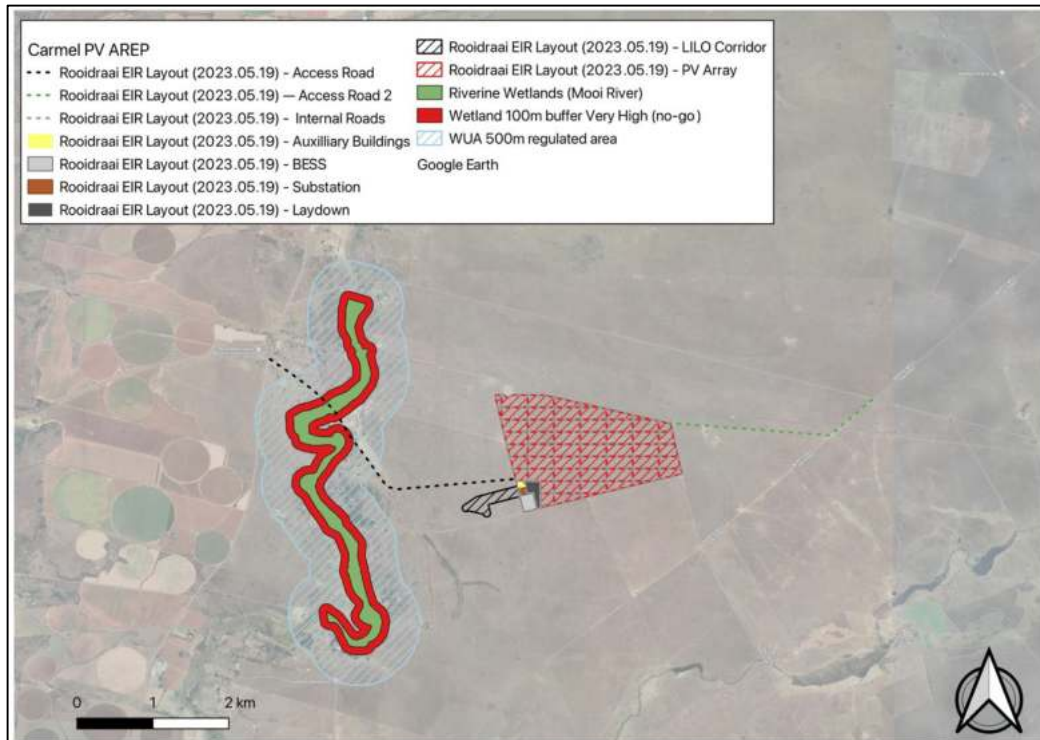 Carmel PV AREP
Rooidraai EIR Layout (2023.05.19) - Access Road
Rooidraai EIR Layout (2023.05.19) — Access Road 2
Rooidraai EIR Layout (2023.05.19) - Internal Roads
Rooidraai EIR Layout (2023.05.19) - Auxilliary Buildings
Rooidraai EIR Layout (2023.05.19) - BESS
Rooidraai EIR Layout (2023.05.19) - Substation
Rooidraai EIR Layout (2023.05.19) - Laydown
Rooidraai EIR Layout (2023.05.19) - LILO Corridor
Rooidraai EIR Layout (2023.05.19) - PV Array
Riverine Wetlands (Mooi River)
Wetland 100m buffer Very High (no-go)
WUA 500m regulated area
Google Earth
0 1 2 km